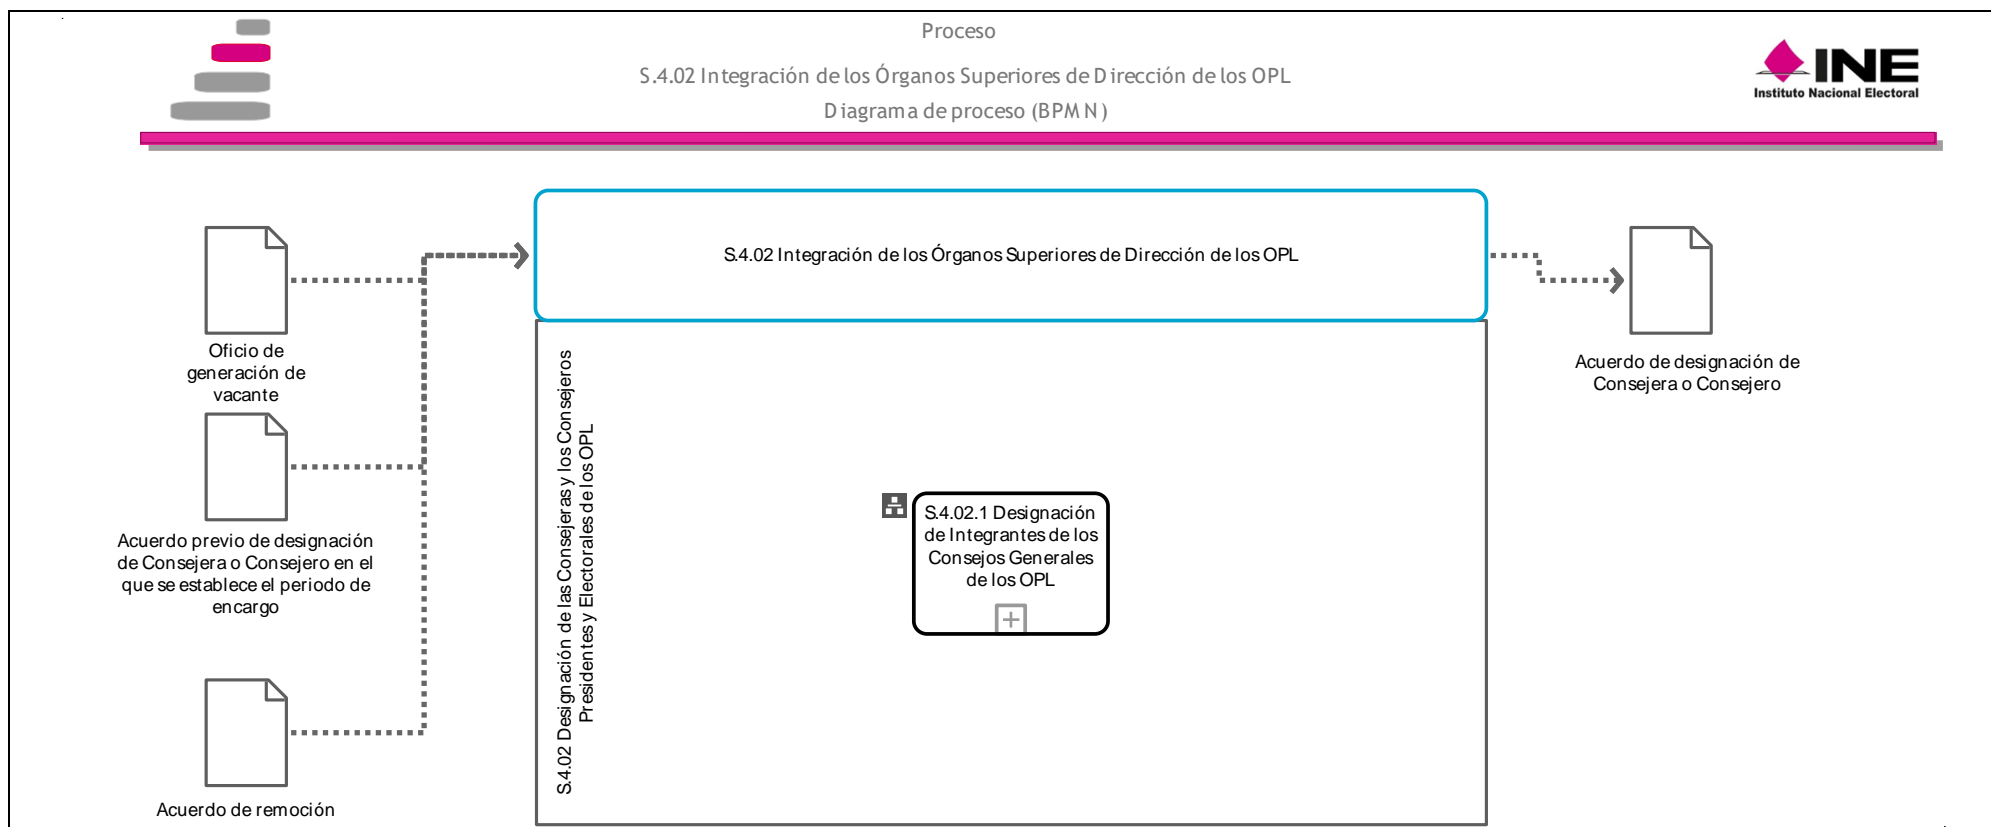 Proceso
S.4.02 Integración de los Órganos Superiores de Dirección de los OPL
Diagrama de proceso (BPMN)
INE
Instituto Nacional Electoral
S.4.02 Integración de los Órganos Superiores de Dirección de los OPL
Oficio de
generación de
vacante
Acuerdo previo de designación
de Consejera o Consejero en el
que se establece el periodo de
encargo
Acuerdo de remoción
S.4.02 Designación de las Consejeras y los Consejeros
Presidentes y Electorales de los OPL
S.4.02.1 Designación
de Integrantes de los
Consejos Generales
de los OPL
Acuerdo de designación de
Consejera o Consejero